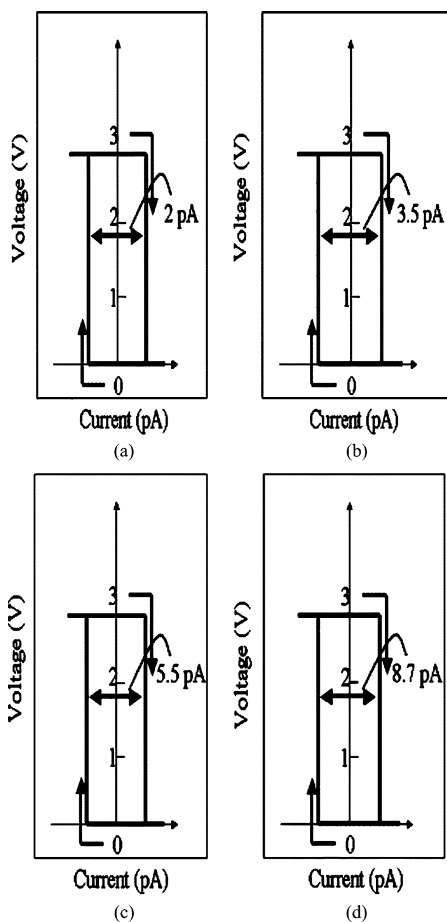 Voltage (V)
3
2
2 pA
1
0
Current (pA)
(a)
Voltage (V)
3
2
3.5 pA
1
0
Current (pA)
(b)
Voltage (V)
3
2
5.5 pA
1
0
Current (pA)
(c)
Voltage (V)
3
2
8.7 pA
1
0
Current (pA)
(d)